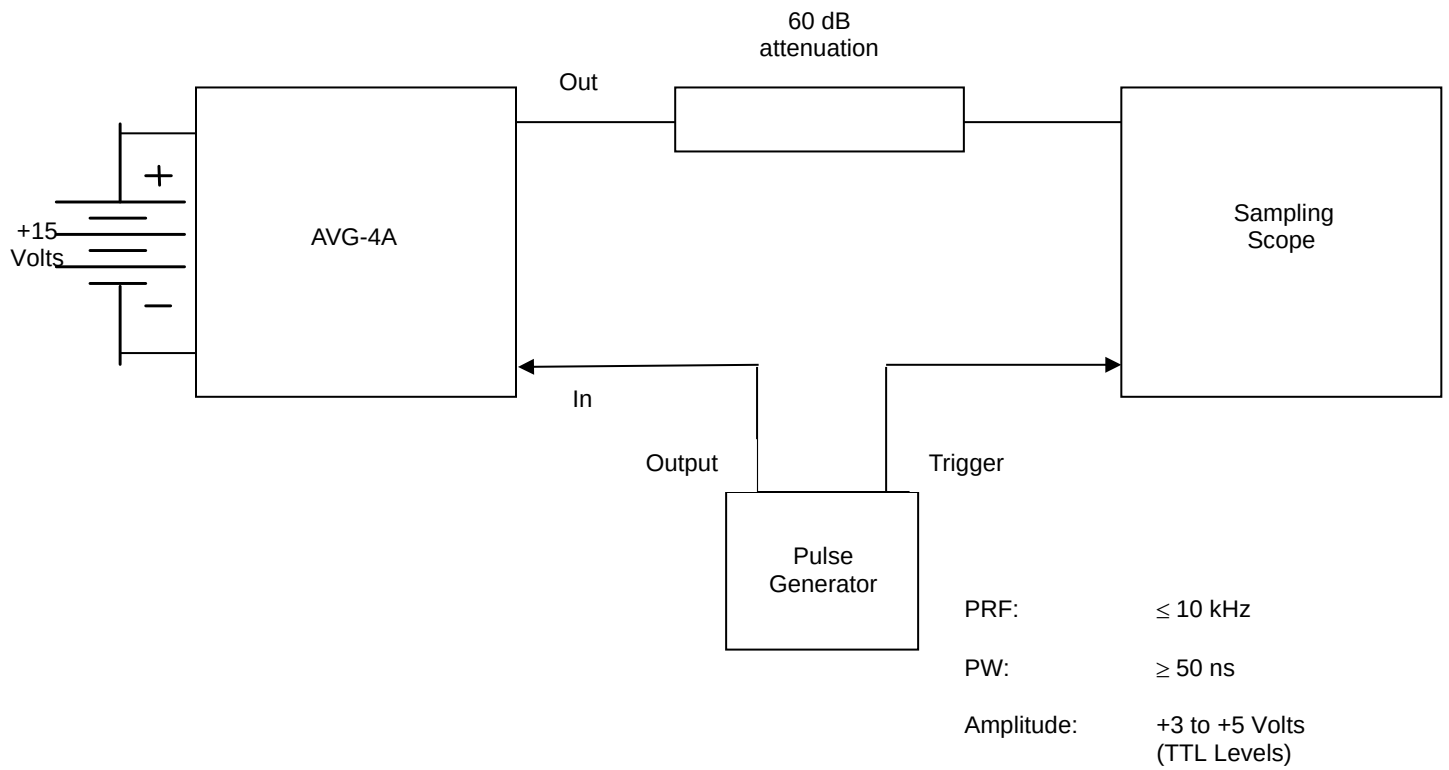 60 dB
attenuation
Out
+
+15
Volts
AVG-4A
Sampling
Scope
−
In
Output
Trigger
Pulse
Generator
PRF: ≤ 10 kHz
PW: ≥ 50 ns
Amplitude: +3 to +5 Volts
(TTL Levels)